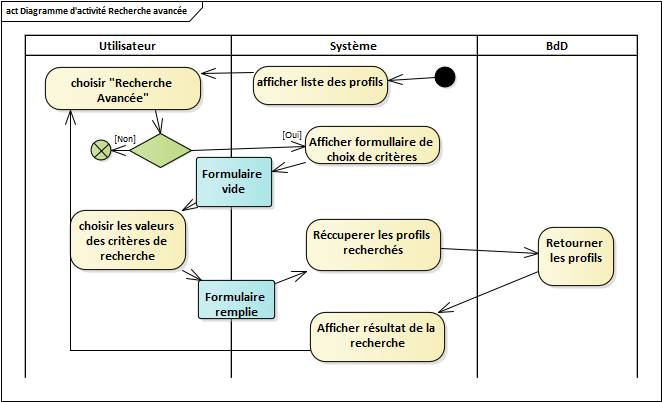 act Diagramme d'activité Recherche avancée
Utilisateur
Système
BdD
choisir "Recherche
Avancée"
afficher liste des profils
[Non]
[Oui]
Afficher formullaire de
choix de critères
Formulaire
vide
choisir les valeurs
des critères de
recherche
Réccuperer les profils
recherchés
Retourner
les profils
Formulaire
remplie
Afficher résultat de la
recherche